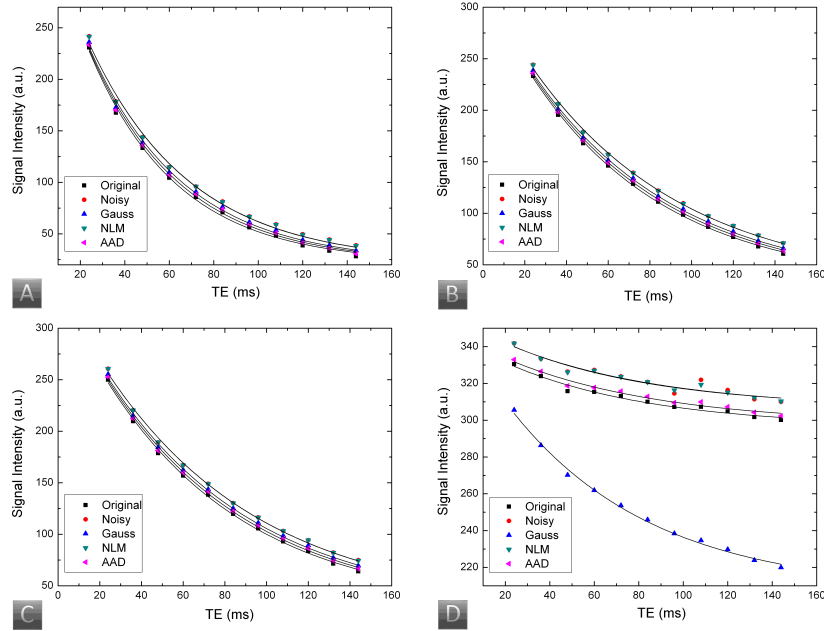 250
200
150
100
50
Signal Intensity (a.u.)
Original
Noisy
Gauss
NLM
AAD
0 20 40 60 80 100 120 140 160
TE (ms)
A
300
250
200
150
100
50
Signal Intensity (a.u.)
Original
Noisy
Gauss
NLM
AAD
0 20 40 60 80 100 120 140 160
TE (ms)
B
300
250
200
150
100
50
Signal Intensity (a.u.)
Original
Noisy
Gauss
NLM
AAD
0 20 40 60 80 100 120 140 160
TE (ms)
C
340
320
300
280
260
240
220
Signal Intensity (a.u.)
Original
Noisy
Gauss
NLM
AAD
0 20 40 60 80 100 120 140 160
TE (ms)
D